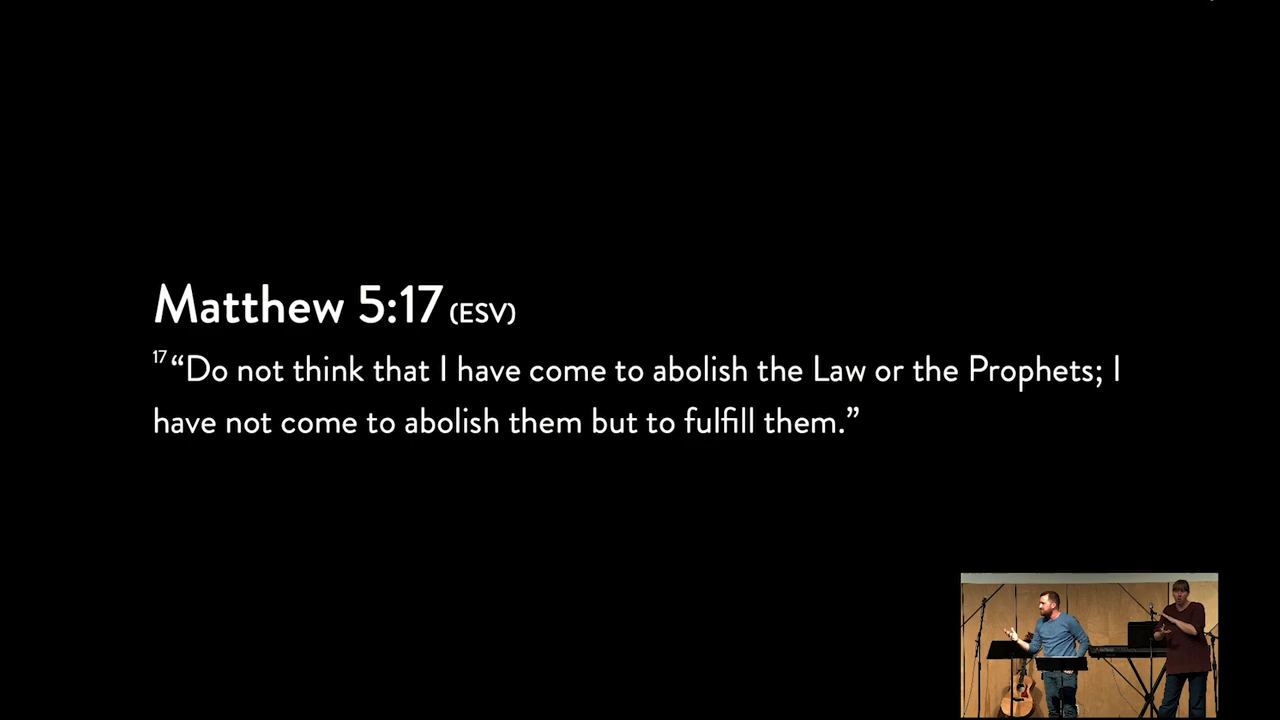 Matthew 5:17 (ESV)
17 “Do not think that I have come to abolish the Law or the Prophets; I
have not come to abolish them but to fulfill them.”